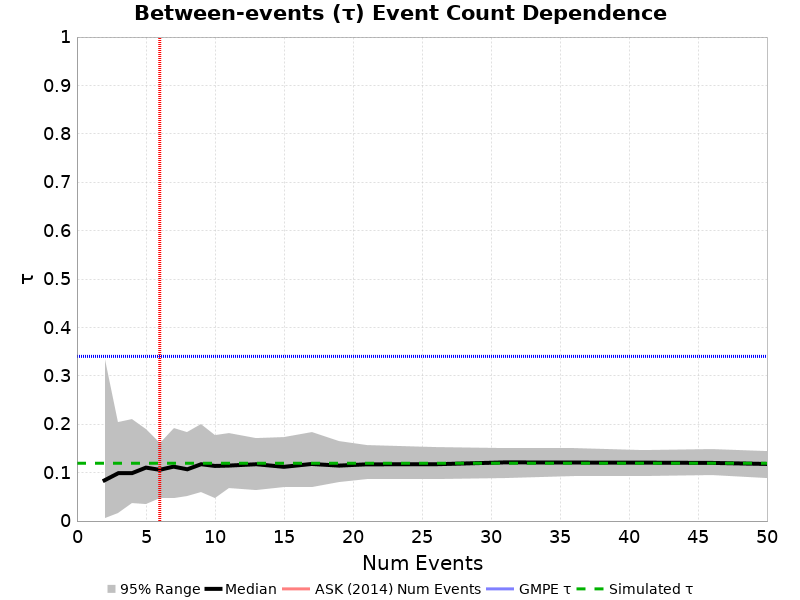 Between-events (τ) Event Count Dependence
1
0.9
0.8
0.7
0.6
0.5
0.4
0.3
0.2
0.1
0
τ
0 5 10 15 20 25 30 35 40 45 50
Num Events
95% Range Median ASK (2014) Num Events GMPE τ Simulated τ